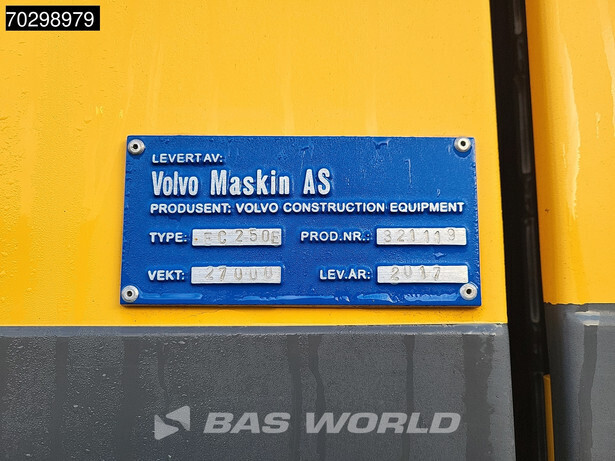 70298979
LEVERT AV:
Volvo Maskin AS
PRODUSENT: VOLVO CONSTRUCTION EQUIPMENT
TYPE: EC250E PROD.NR.: 321119
VEKT: 27000 LEV.ÅR: 2017
BAS WORLD